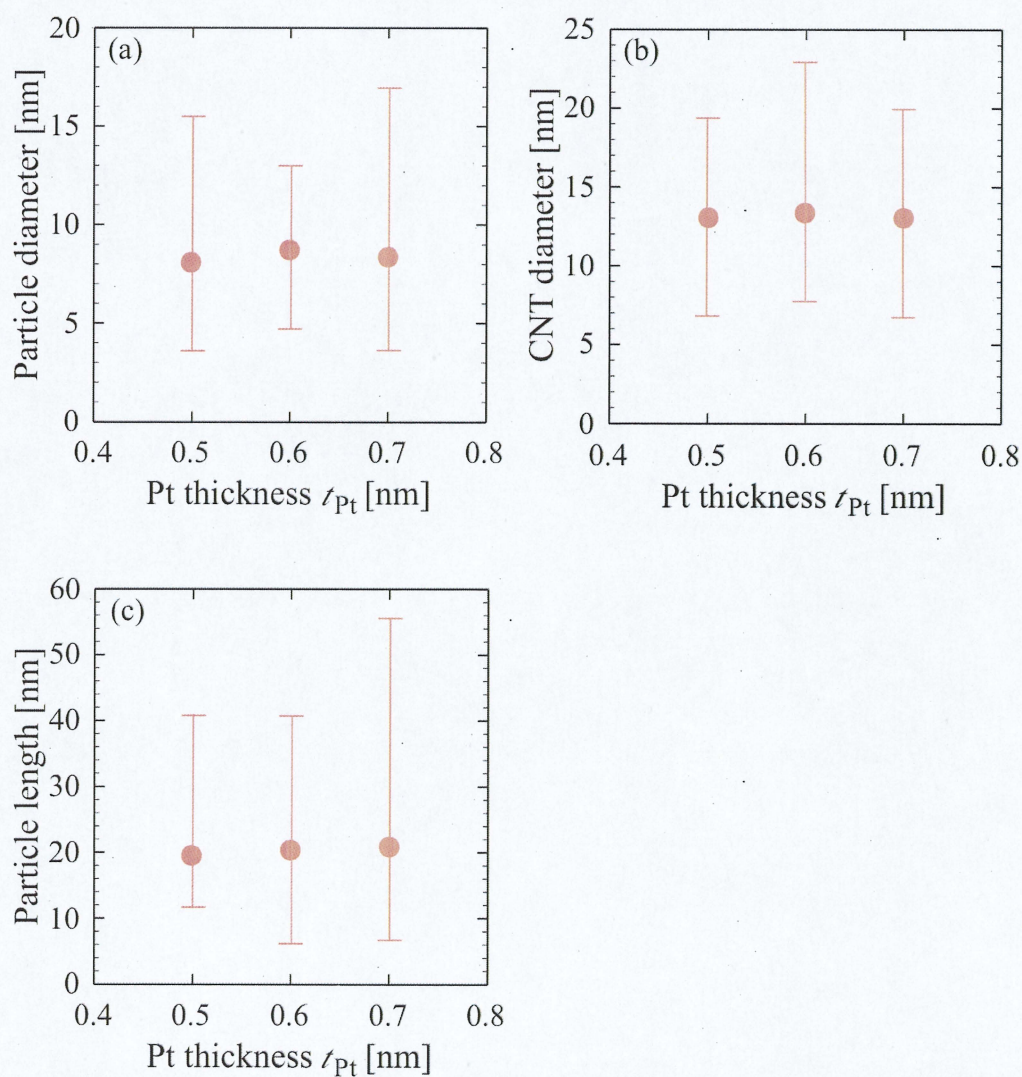 (a)
Particle diameter [nm]
20
15
10
5
0
0.4 0.5 0.6 0.7 0.8
Pt thickness tPt [nm]
(b)
CNT diameter [nm]
25
20
15
10
5
0
0.4 0.5 0.6 0.7 0.8
Pt thickness tPt [nm]
(c)
Particle length [nm]
60
50
40
30
20
10
0
0.4 0.5 0.6 0.7 0.8
Pt thickness tPt [nm]